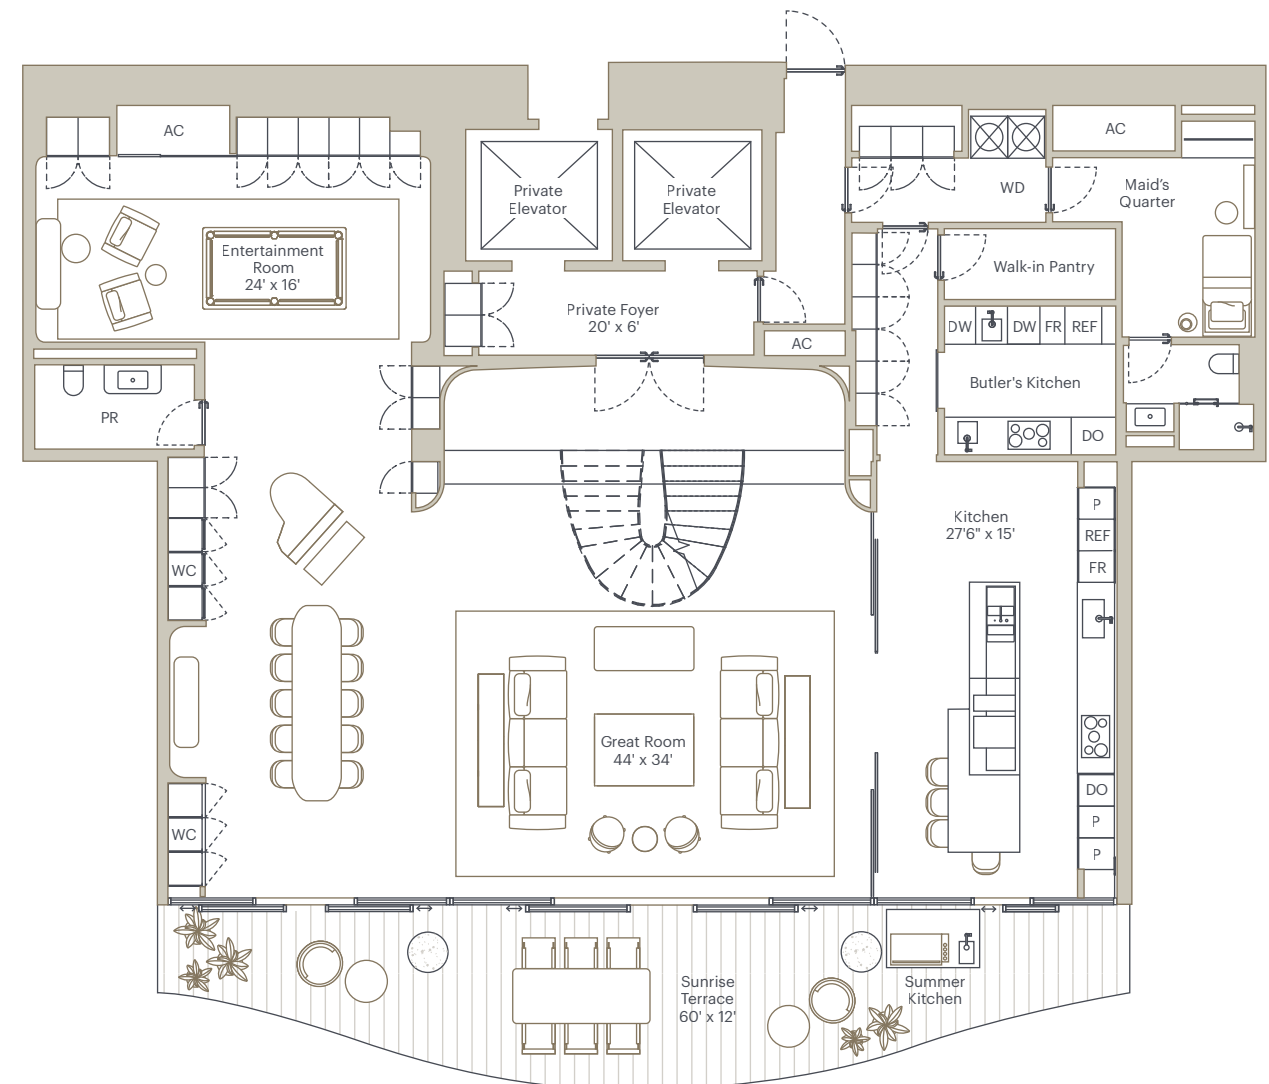 AC
AC
Private
Elevator
Private
Elevator
WD
Maid's
Quarter
Entertainment
Room
24' x 16'
Walk-in Pantry
Private Foyer
20' x 6'
DW
DW
FR
REF
AC
Butler's Kitchen
PR
DO
P
Kitchen
27'6" x 15'
REF
WC
FR
Great Room
44' x 34'
DO
P
WC
P
Sunrise
Terrace
60' x 12'
Summer
Kitchen